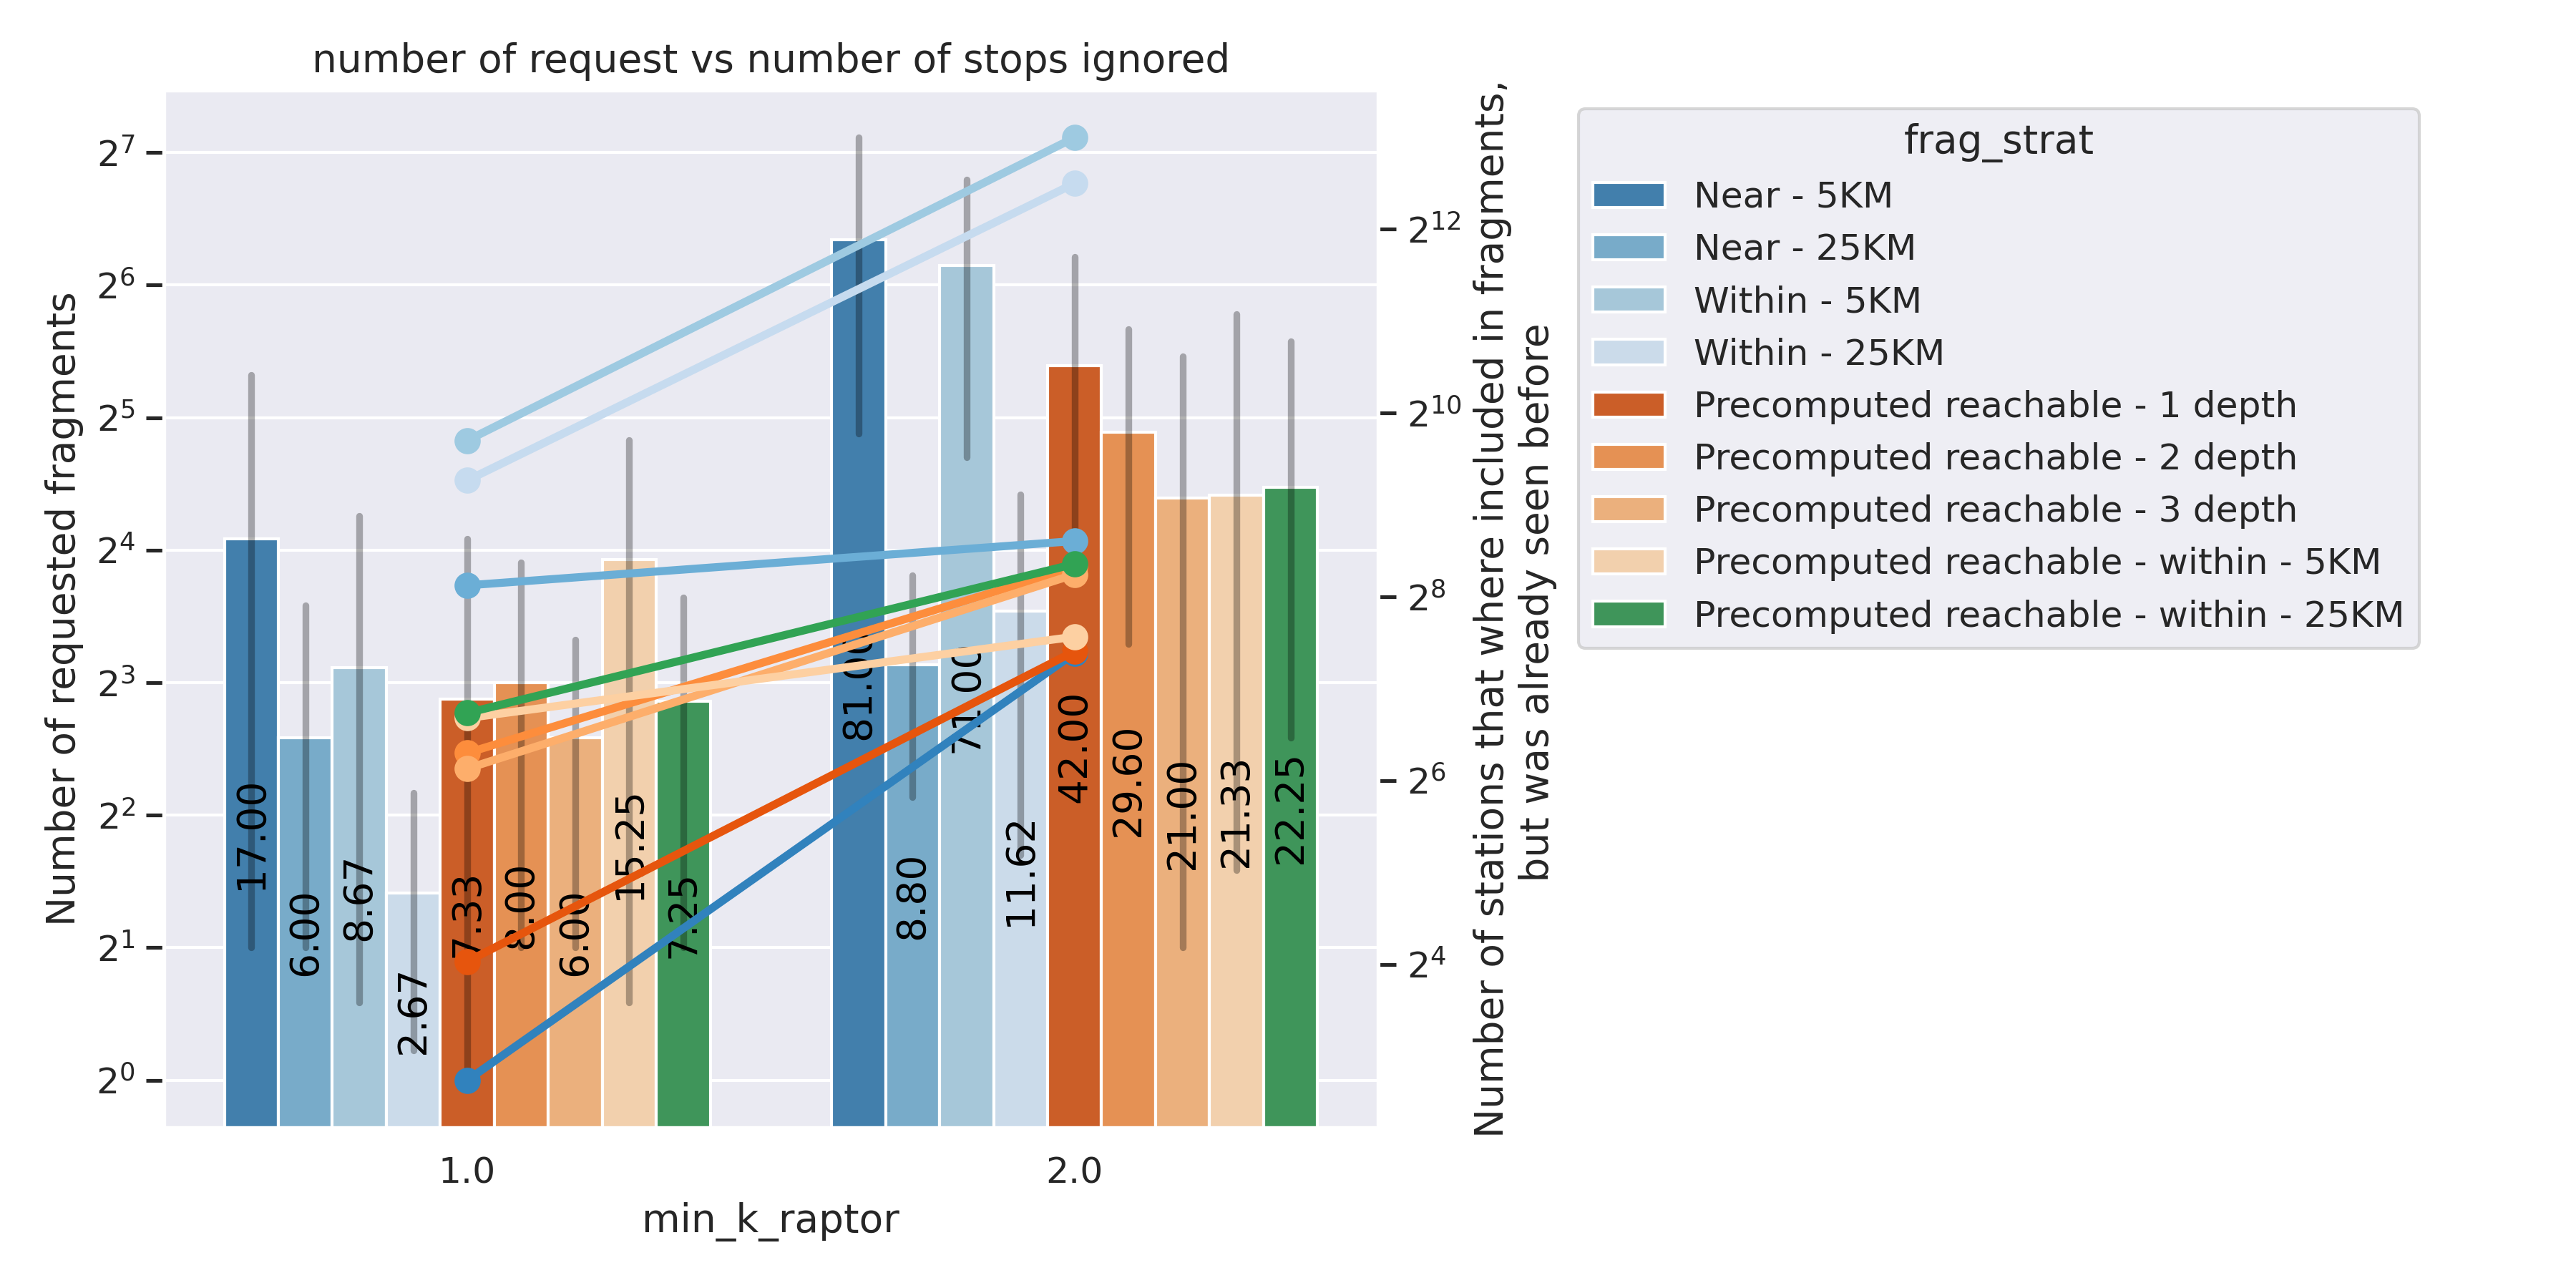 number of request vs number of stops ignored
Number of requested fragments
2^7
2^6
2^5
2^4
2^3
2^2
2^1
2^0
17.00
6.00
8.67
2.67
7.33
8.00
6.00
15.25
7.25
81.00
8.80
71.00
11.62
42.00
29.60
21.00
21.33
22.25
1.0
2.0
min_k_raptor
2^12
2^10
2^8
2^6
2^4
Number of stations that where included in fragments,
but was already seen before
frag_strat
Near - 5KM
Near - 25KM
Within - 5KM
Within - 25KM
Precomputed reachable - 1 depth
Precomputed reachable - 2 depth
Precomputed reachable - 3 depth
Precomputed reachable - within - 5KM
Precomputed reachable - within - 25KM